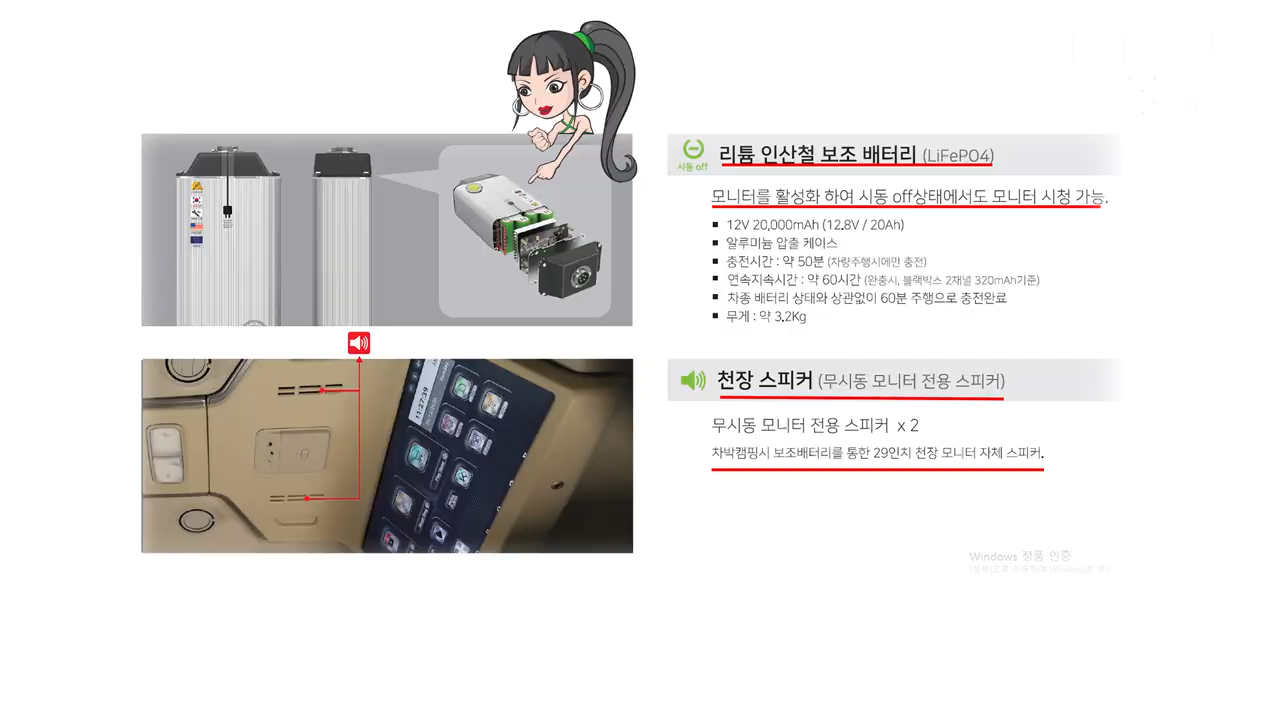 시동 off
리튬 인산철 보조 배터리 (LiFePO4)
모니터를 활성화 하여 시동 off상태에서도 모니터 시청 가능.
■ 12V 20,000mAh (12.8V / 20Ah)
■ 알루미늄 압출 케이스
■ 충전시간 : 약 50분 (차량주행시에만 충전)
■ 연속지속시간 : 약 60시간 (완충시, 블랙박스 2채널 320mAh기준)
■ 차종 배터리 상태와 상관없이 60분 주행으로 충전완료
■ 무게 : 약 3.2Kg
11:27:39
천장 스피커 (무시동 모니터 전용 스피커)
무시동 모니터 전용 스피커 x 2
차박캠핑시 보조배터리를 통한 29인치 천장 모니터 자체 스피커.
Windows 정품 인증